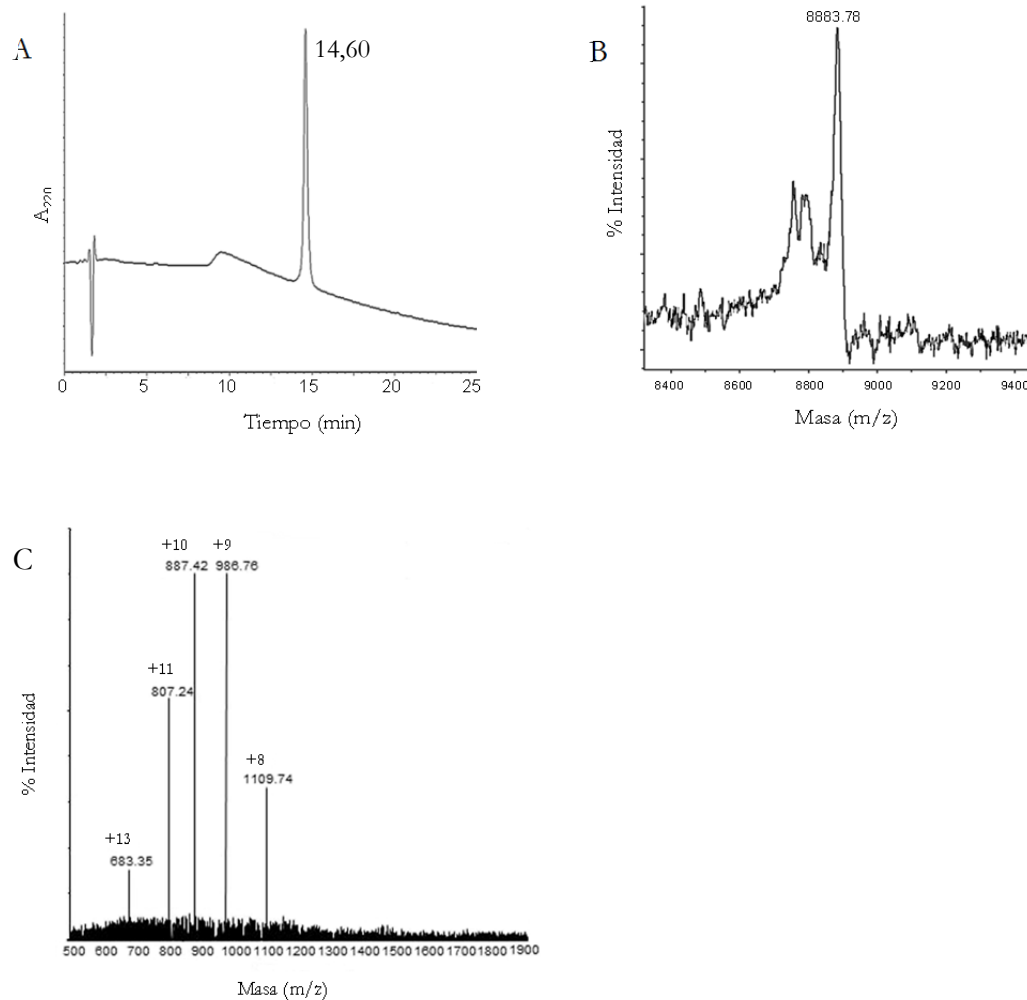 A
14,60
A220
0 5 10 15 20 25
Tiempo (min)
B
8883.78
% Intensidad
8400 8600 8800 9000 9200 9400
Masa (m/z)
C
+10 +9
887.42 986.76
+11
807.24
+8
1109.74
+13
683.35
% Intensidad
500 600 700 800 900 1000 1100 1200 1300 1400 1500 1600 1700 1800 1900
Masa (m/z)